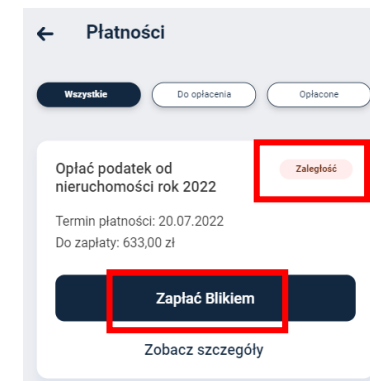 Płatności
Wszystkie
Do opłacenia
Opłacone
Opłać podatek od
nieruchomości rok 2022
Zaległość
Termin płatności: 20.07.2022
Do zapłaty: 633,00 zł
Zapłać Blikiem
Zobacz szczegóły